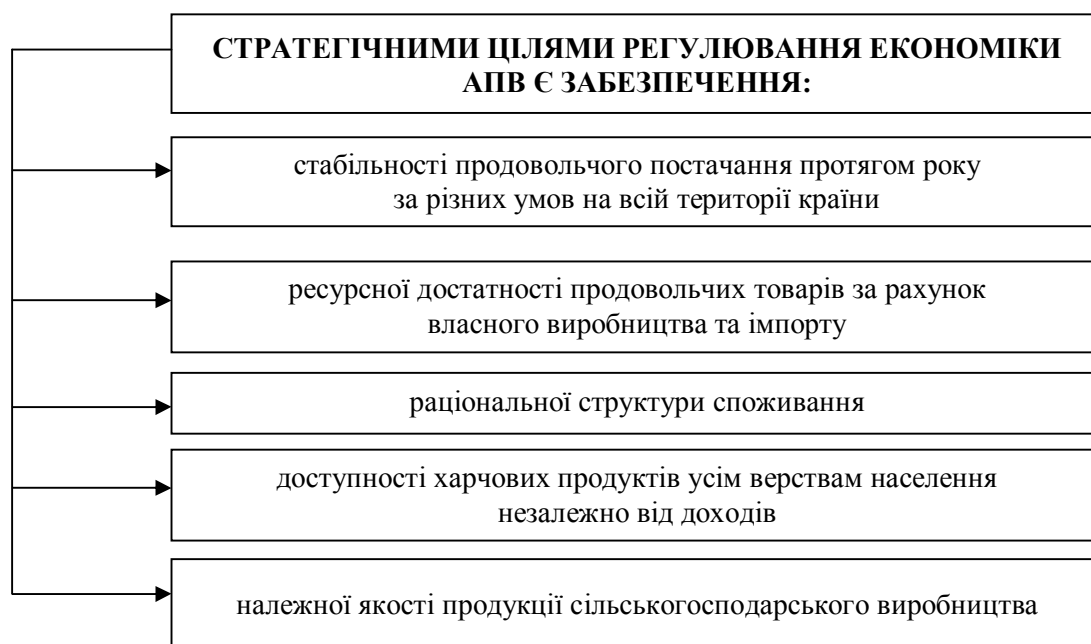 СТРАТЕГІЧНИМИ ЦІЛЯМИ РЕГУЛЮВАННЯ ЕКОНОМІКИ
АПВ Є ЗАБЕЗПЕЧЕННЯ:
стабільності продовольчого постачання протягом року
за різних умов на всій території країни
ресурсної достатності продовольчих товарів за рахунок
власного виробництва та імпорту
раціональної структури споживання
доступності харчових продуктів усім верствам населення
незалежно від доходів
належної якості продукції сільськогосподарського виробництва